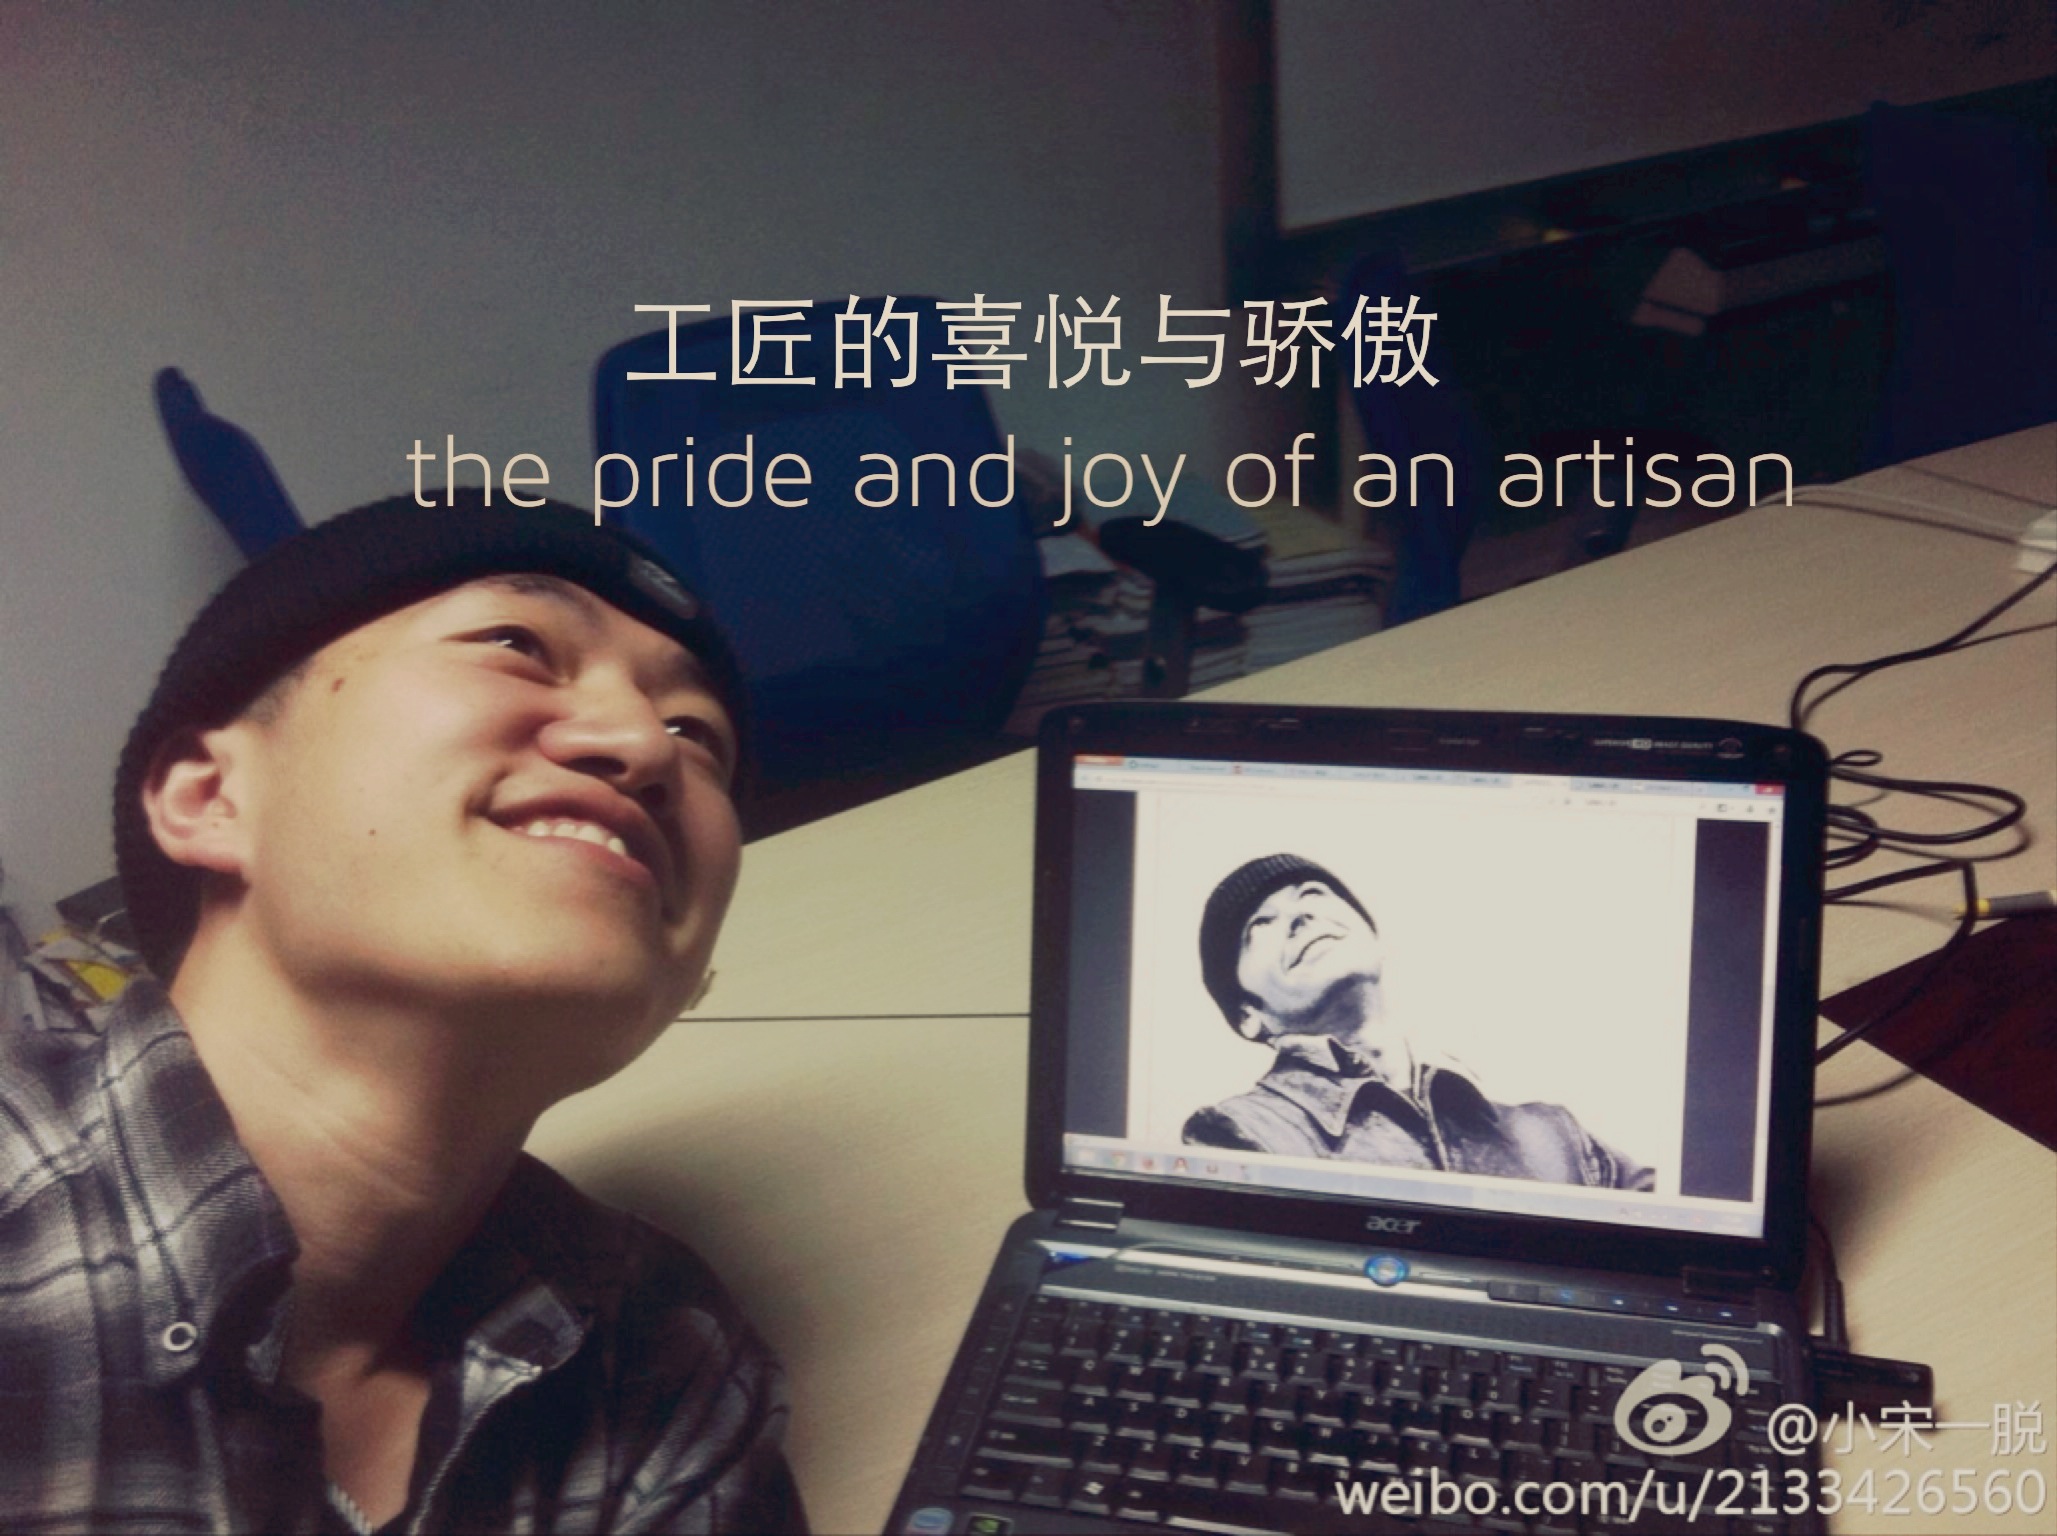 工匠的喜悦与骄傲
the pride and joy of an artisan
acer
@小宋一脱
weibo.com/u/2133426560